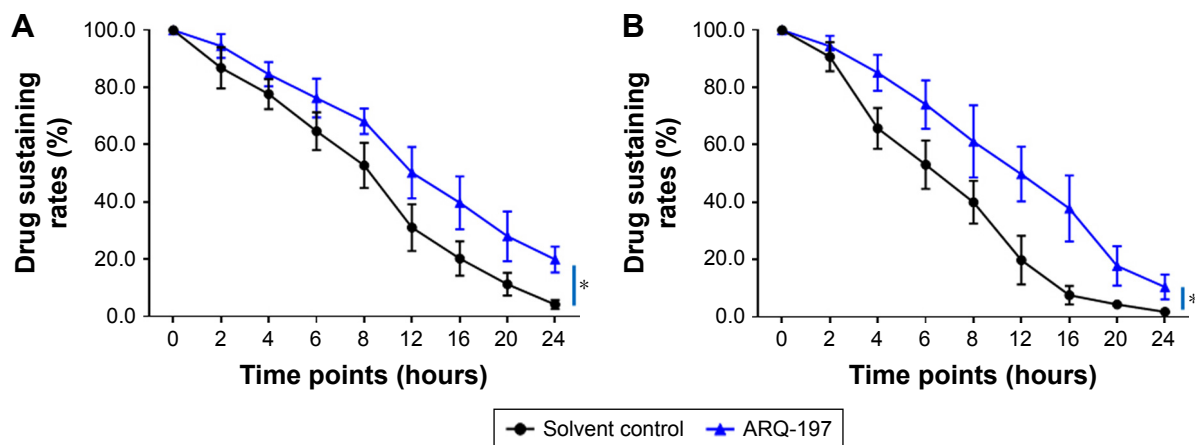 A
B
Drug sustaining
rates (%)
100.0
80.0
60.0
40.0
20.0
0.0
*
0 2 4 6 8 12 16 20 24
Time points (hours)
Drug sustaining
rates (%)
100.0
80.0
60.0
40.0
20.0
0.0
*
0 2 4 6 8 12 16 20 24
Time points (hours)
Solvent control ARQ-197